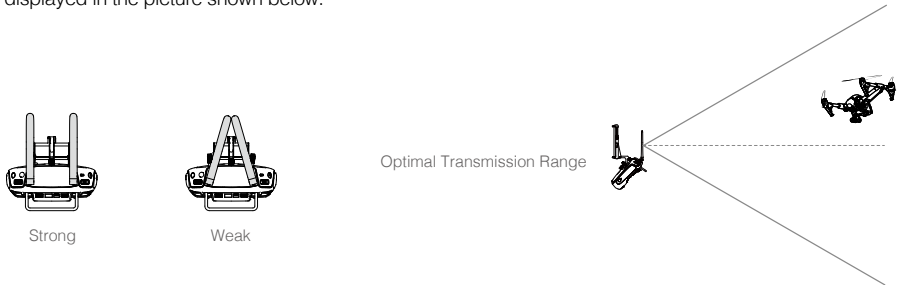 displayed in the picture shown below.
Optimal Transmission Range
Strong
Weak